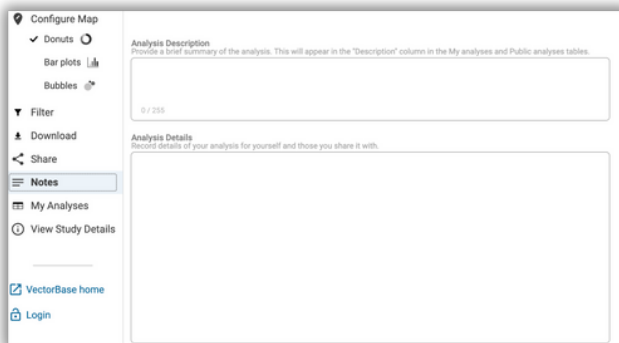 Configure Map
Donuts
Bar plots
Bubbles
Filter
Download
Share
Notes
My Analyses
View Study Details
VectorBase home
Login
Analysis Description
Provide a brief summary of the analysis. This will appear in the "Description" column in the My analyses and Public analyses tables.
0 / 255
Analysis Details
Record details of your analysis for yourself and those you share it with.